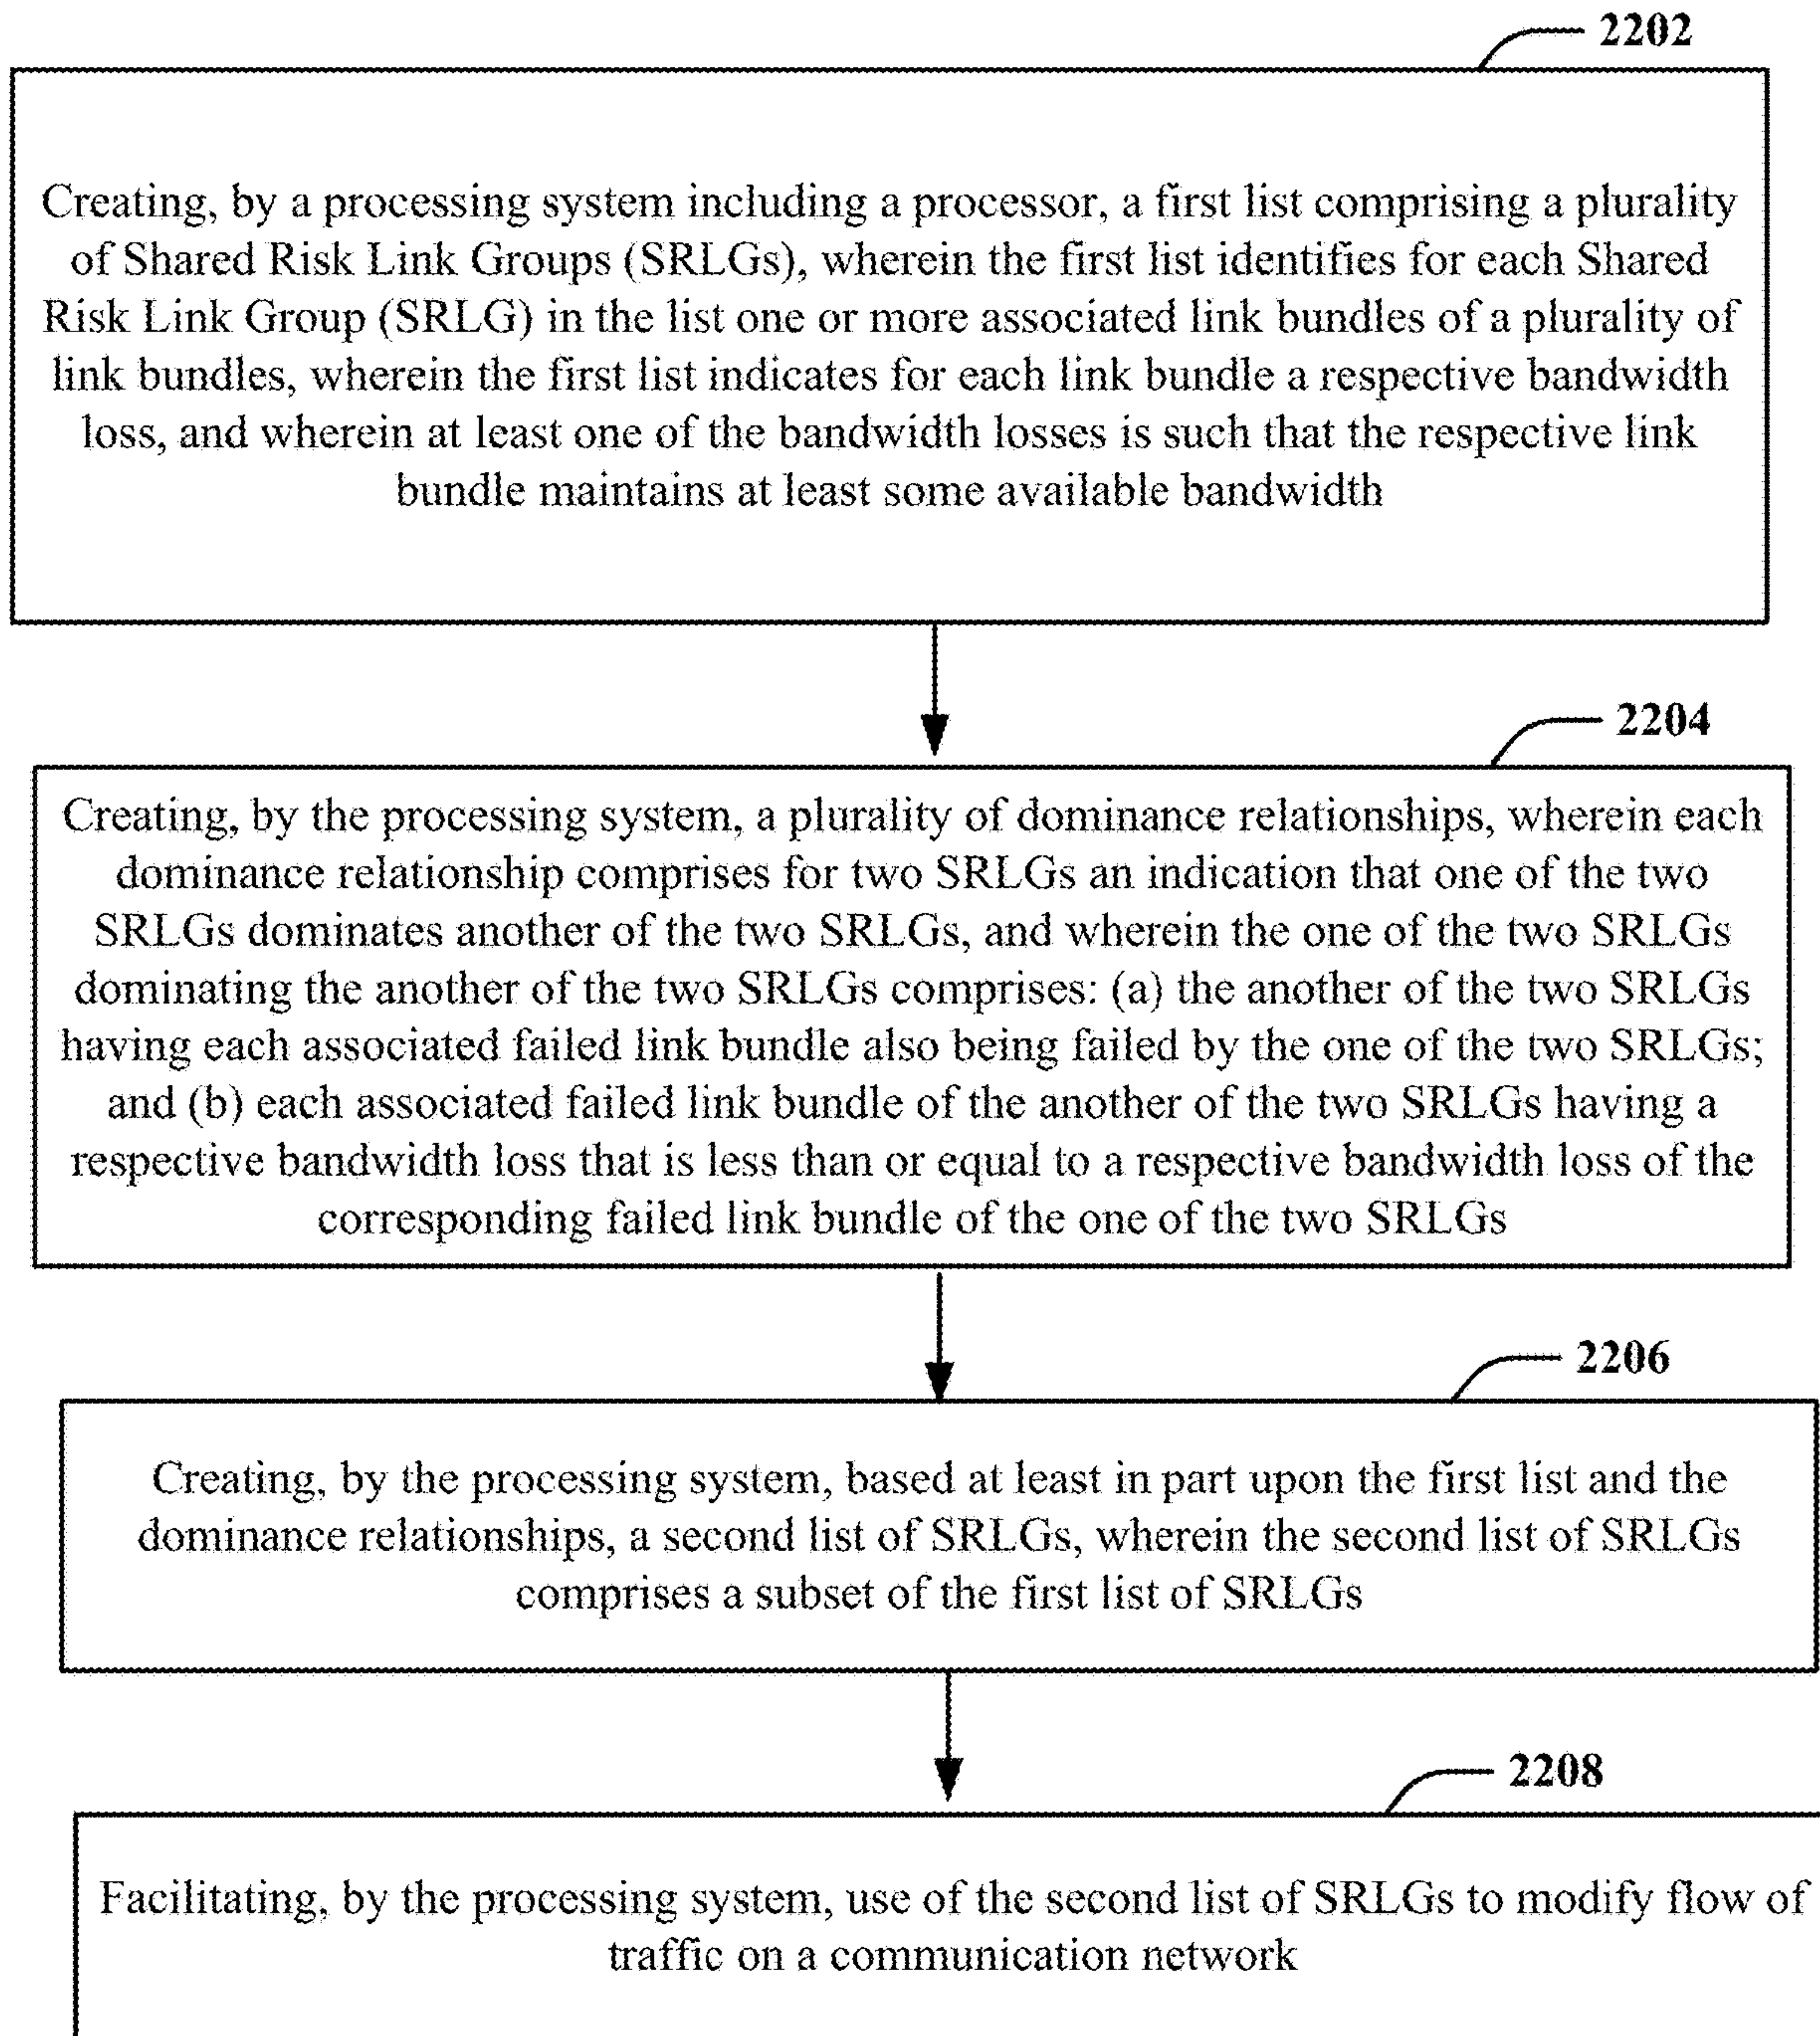 2202
Creating, by a processing system including a processor, a first list comprising a plurality
of Shared Risk Link Groups (SRLGs), wherein the first list identifies for each Shared
Risk Link Group (SRLG) in the list one or more associated link bundles of a plurality of
link bundles, wherein the first list indicates for each link bundle a respective bandwidth
loss, and wherein at least one of the bandwidth losses is such that the respective link
bundle maintains at least some available bandwidth
2204
Creating, by the processing system, a plurality of dominance relationships, wherein each
dominance relationship comprises for two SRLGs an indication that one of the two
SRLGs dominates another of the two SRLGs, and wherein the one of the two SRLGs
dominating the another of the two SRLGs comprises: (a) the another of the two SRLGs
having each associated failed link bundle also being failed by the one of the two SRLGs;
and (b) each associated failed link bundle of the another of the two SRLGs having a
respective bandwidth loss that is less than or equal to a respective bandwidth loss of the
corresponding failed link bundle of the one of the two SRLGs
2206
Creating, by the processing system, based at least in part upon the first list and the
dominance relationships, a second list of SRLGs, wherein the second list of SRLGs
comprises a subset of the first list of SRLGs
2208
Facilitating, by the processing system, use of the second list of SRLGs to modify flow of
traffic on a communication network